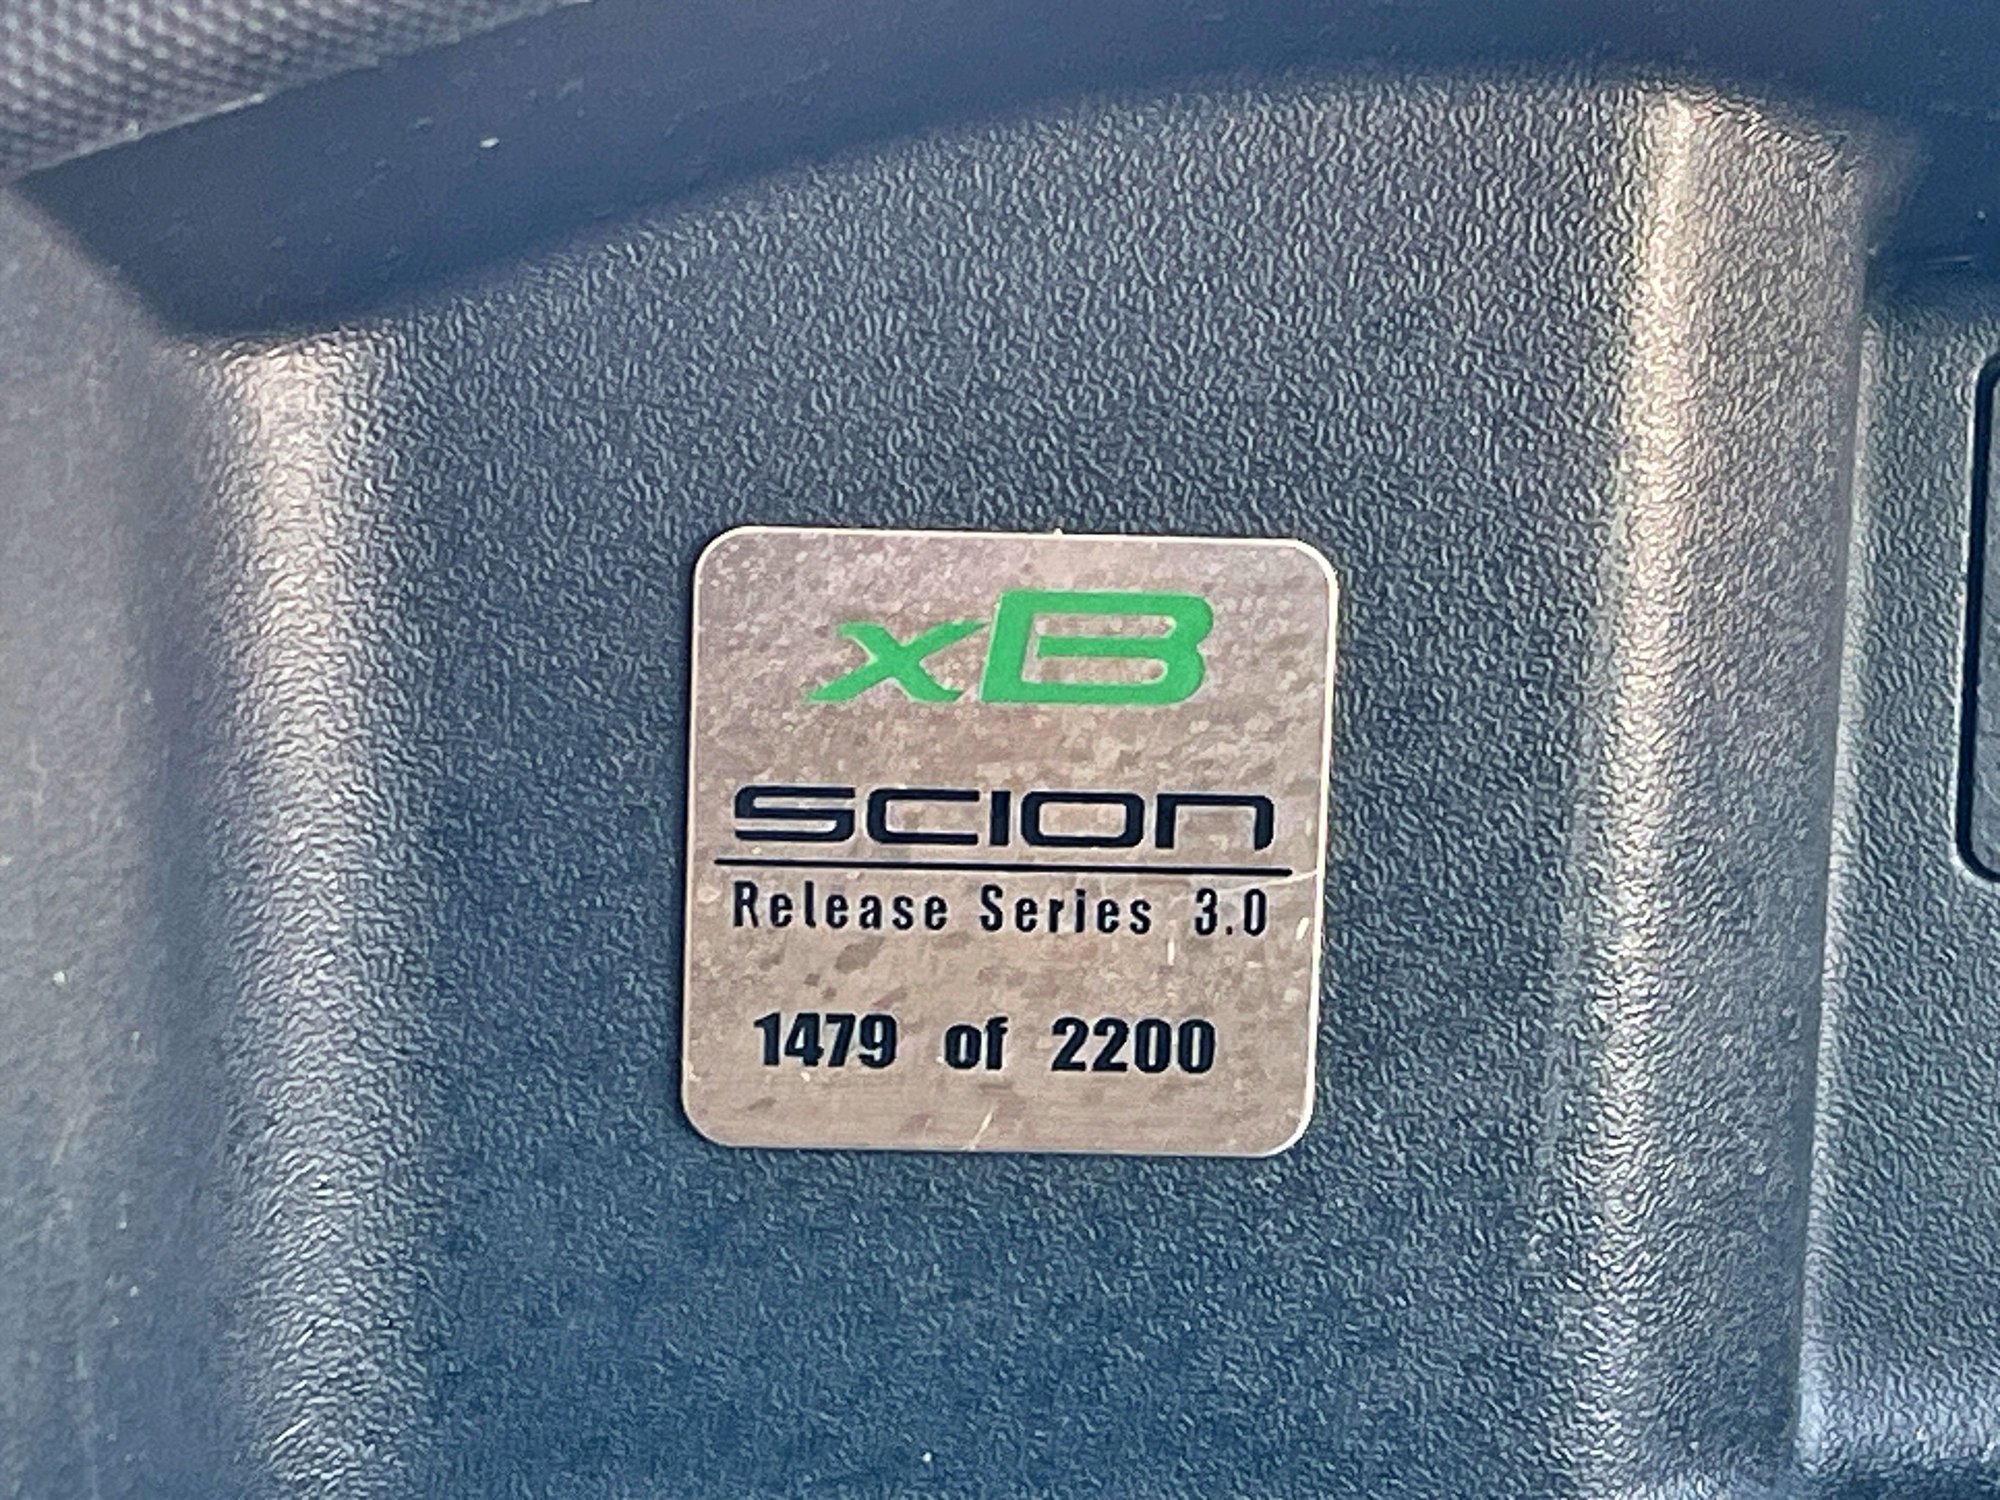 xB
SCION
Release Series 3.0
1479 of 2200